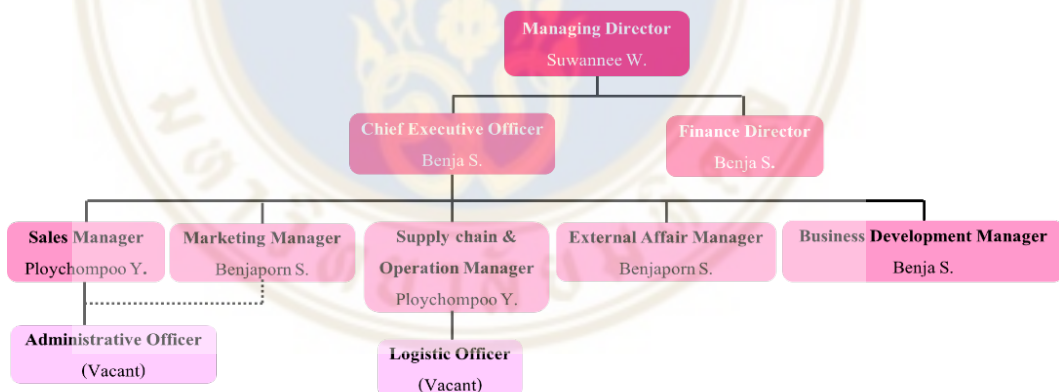 Managing Director
Suwannee W.
Chief Executive Officer
Benja S.
Finance Director
Benja S.
Sales Manager
Ploychompoo Y.
Marketing Manager
Benjaporn S.
Supply chain &
Operation Manager
Ploychompoo Y.
External Affair Manager
Benjaporn S.
Business Development Manager
Benja S.
Administrative Officer
(Vacant)
Logistic Officer
(Vacant)